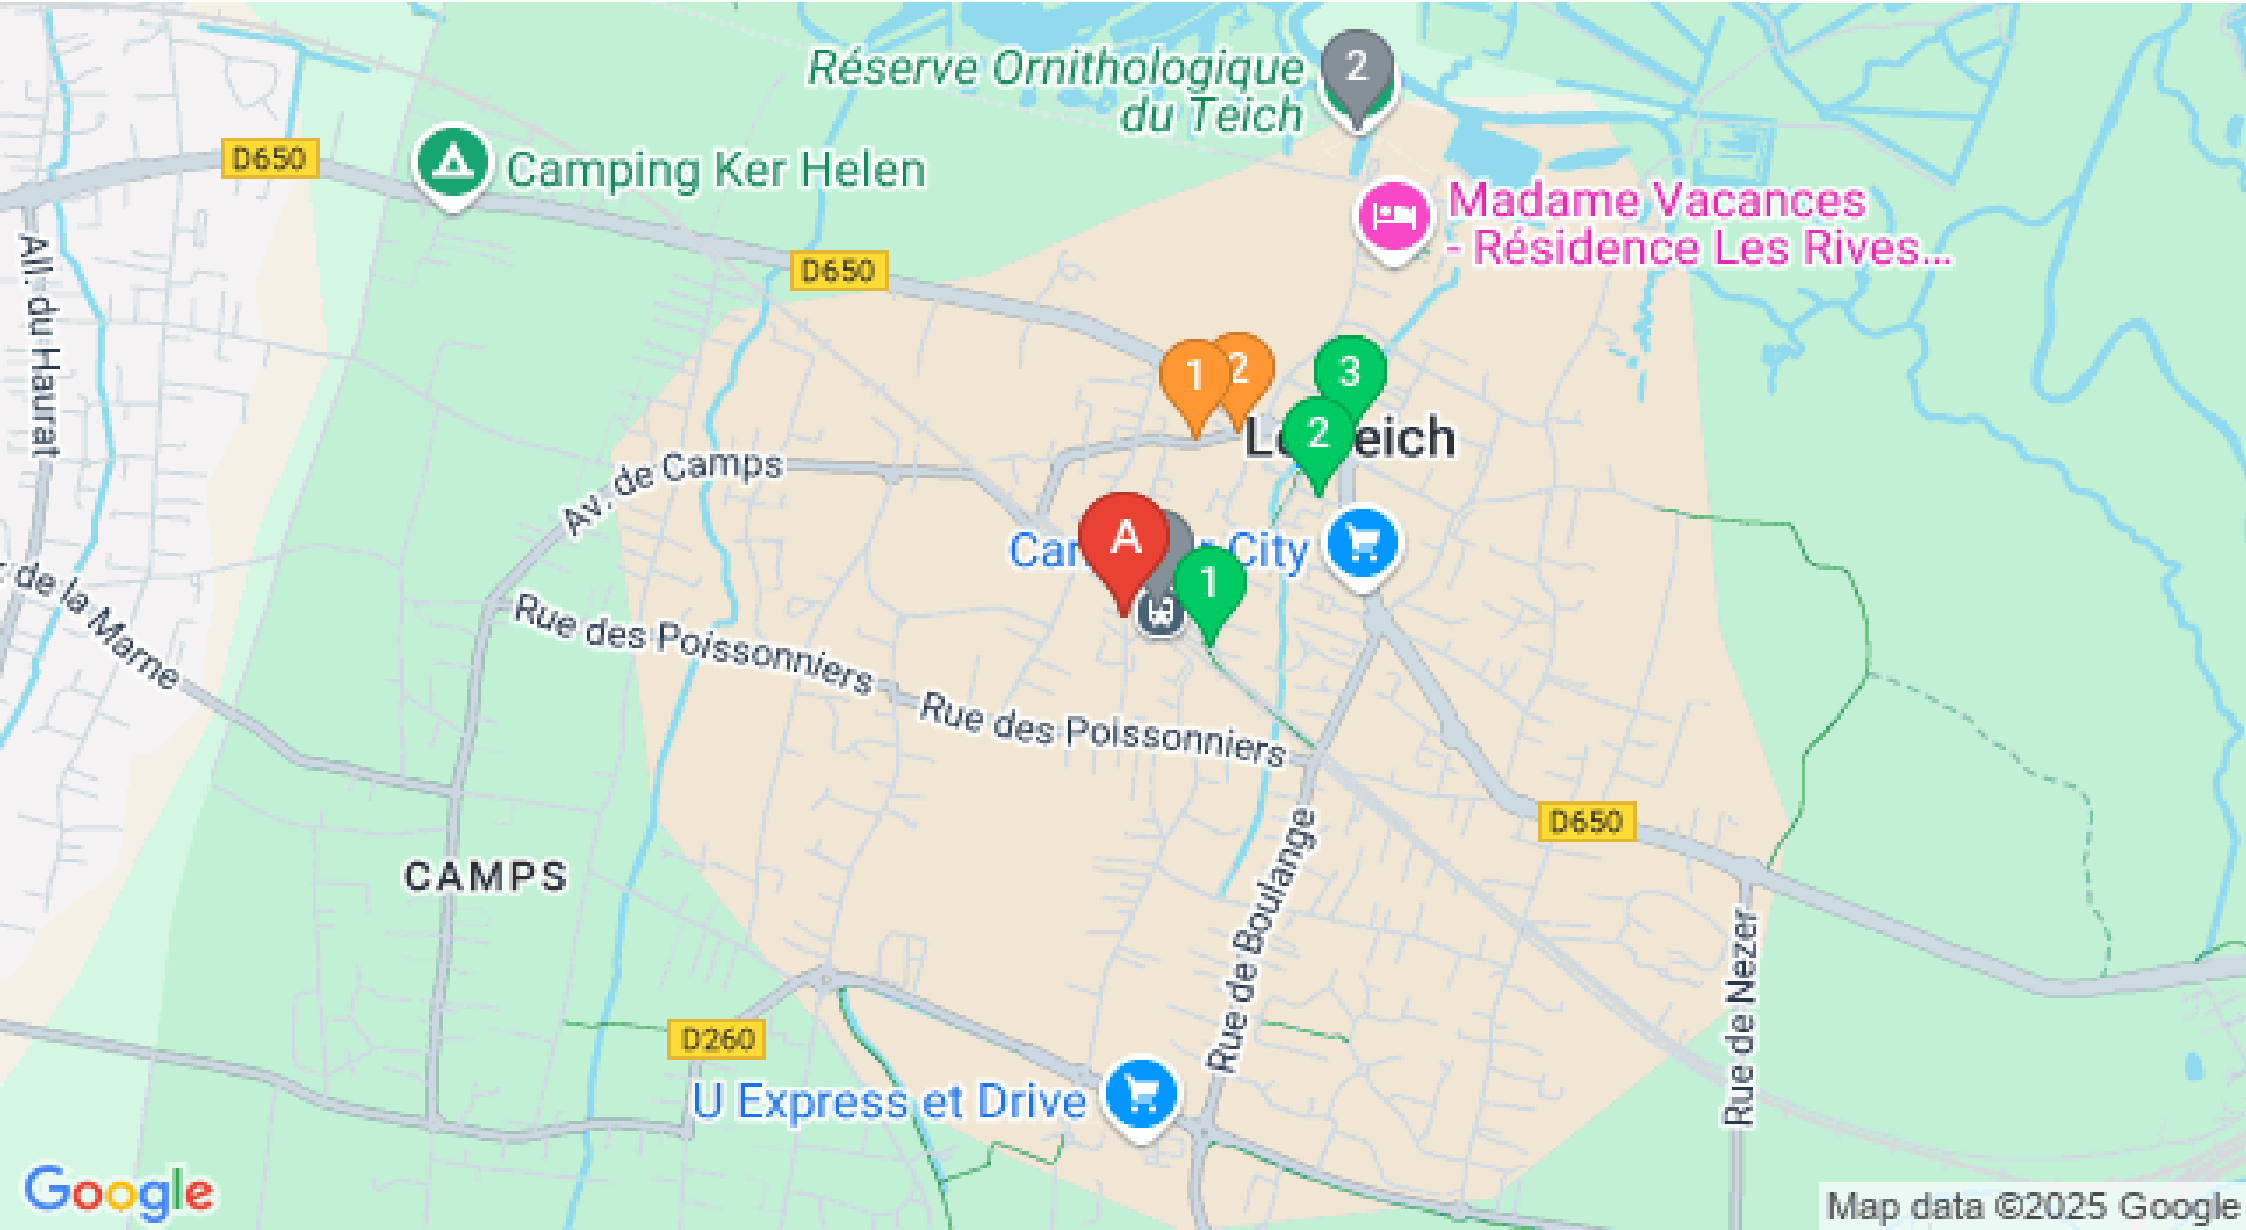 Réserve Ornithologique
du Teich
2
D650
Camping Ker Helen
Madame Vacances
- Résidence Les Rives...
D650
All. du Haurat
1
2
3
2
Av. de Camps
A
City
1
de la Marne
Rue des Poissonniers
Rue des Poissonniers
D650
CAMPS
Rue de Boulange
Rue de Nezer
D260
U Express et Drive
Google
Map data ©2025 Google